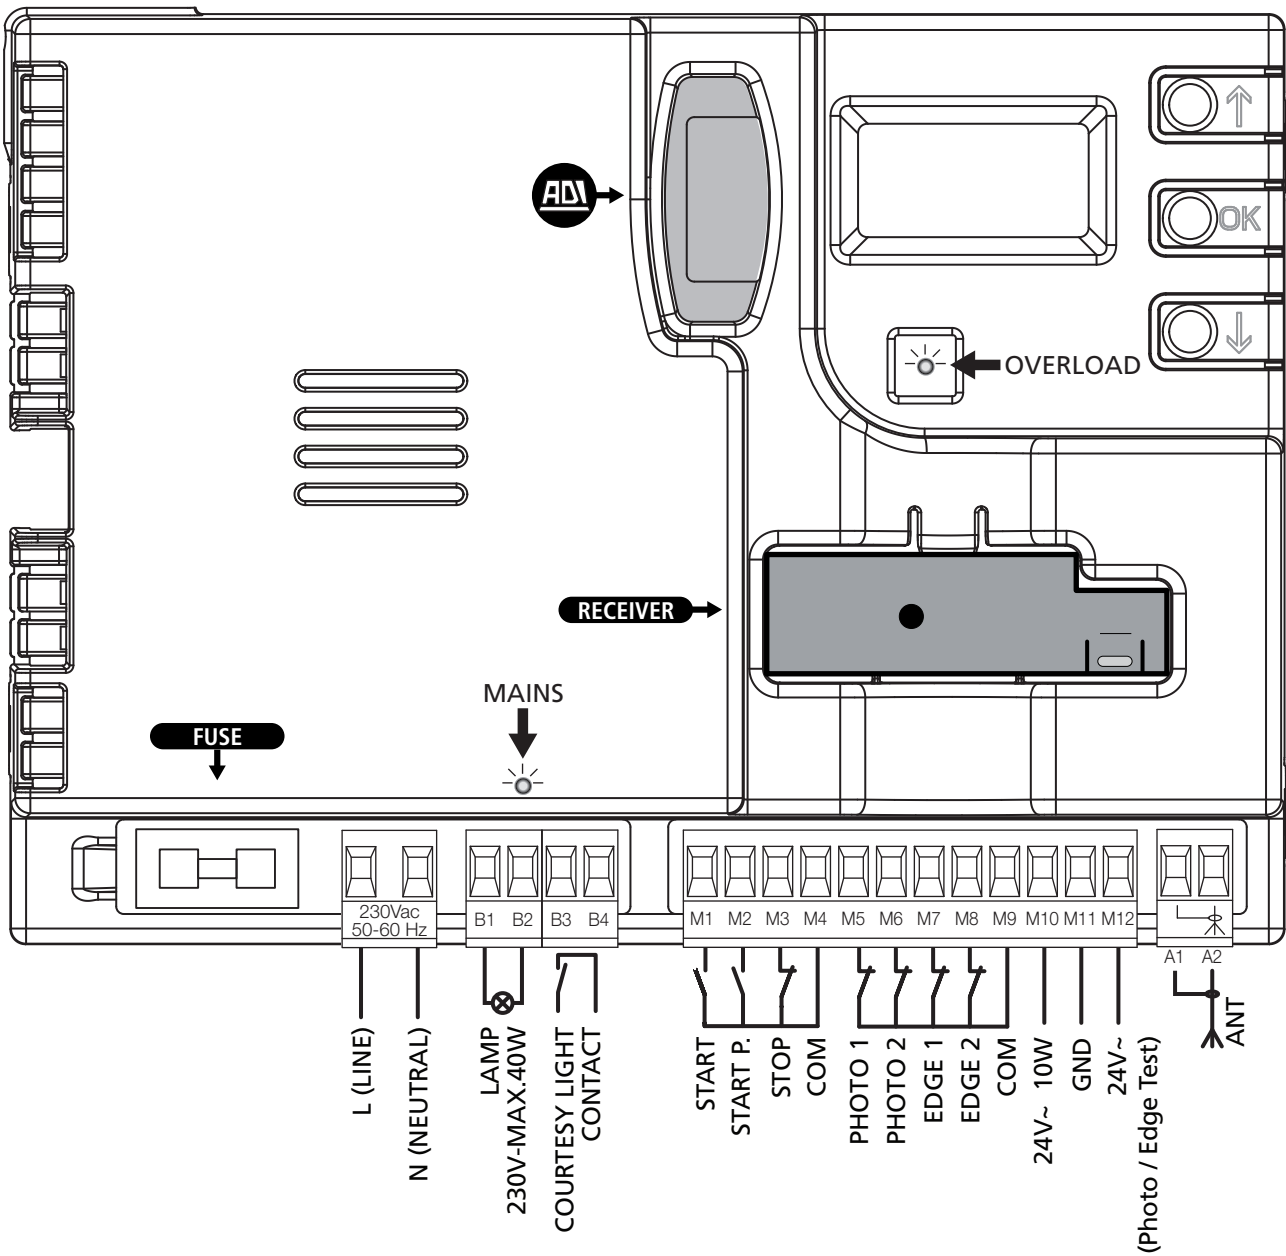 ADI
OK
OVERLOAD
RECEIVER
MAINS
FUSE
230Vac
50-60 Hz
B1 B2 B3 B4
M1 M2 M3 M4 M5 M6 M7 M8 M9 M10 M11 M12
A1 A2
L (LINE)
N (NEUTRAL)
LAMP
230V-MAX.40W
COURTESY LIGHT
CONTACT
START
START P.
STOP
COM
PHOTO 1
PHOTO 2
EDGE 1
EDGE 2
COM
24V~ 10W
GND
24V~
(Photo / Edge Test)
ANT